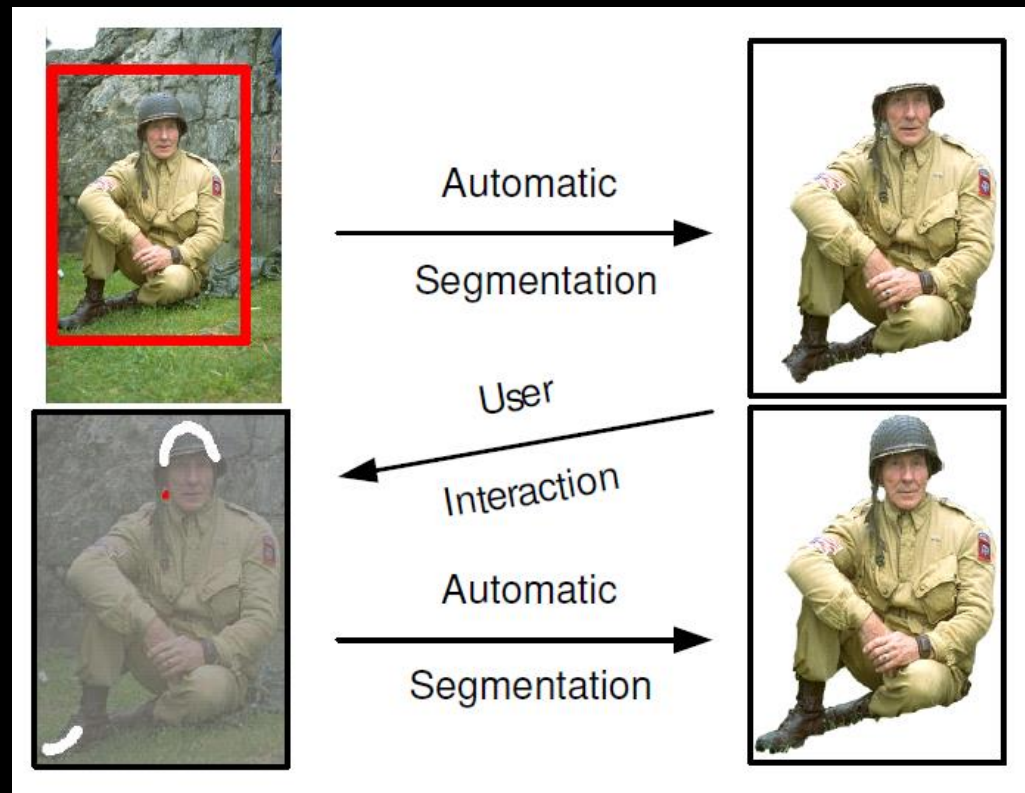 Automatic
Segmentation
User
Interaction
Automatic
Segmentation